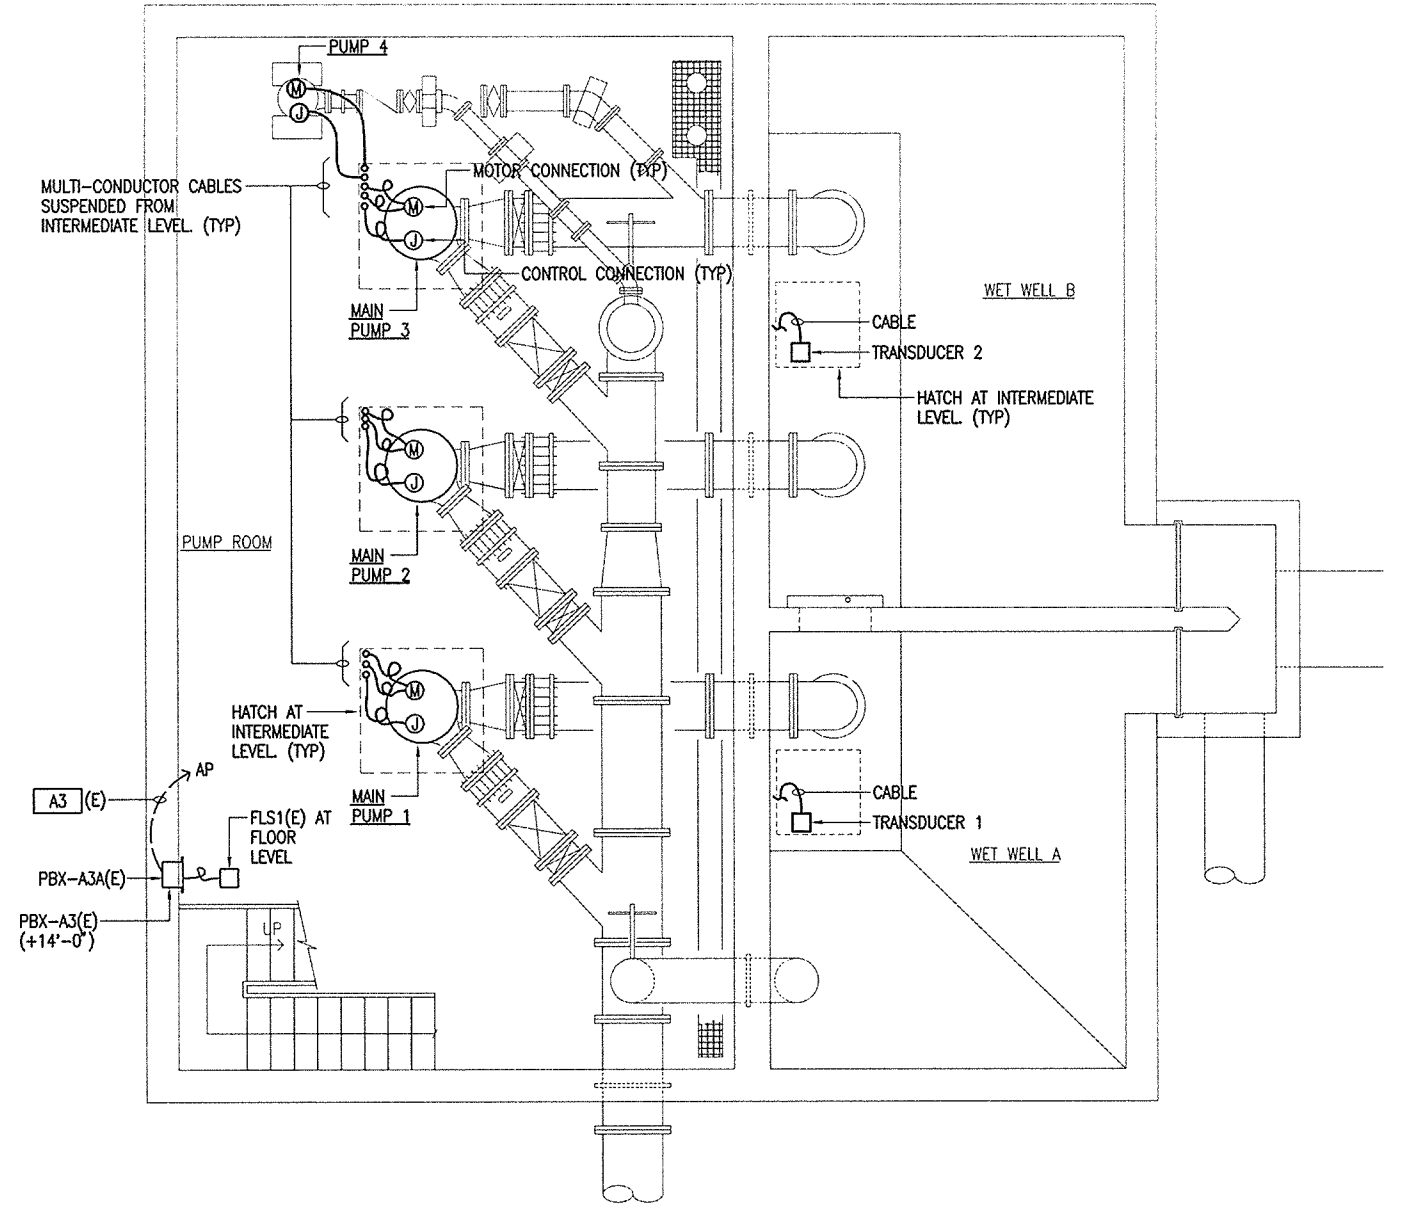 PUMP 4
M
J
MULTI-CONDUCTOR CABLES
SUSPENDED FROM
INTERMEDIATE LEVEL. (TYP)
MOTOR CONNECTION (TYP)
M
J
CONTROL CONNECTION (TYP)
MAIN
PUMP 3
WET WELL B
CABLE
TRANSDUCER 2
HATCH AT INTERMEDIATE
LEVEL. (TYP)
M
J
PUMP ROOM
MAIN
PUMP 2
M
J
HATCH AT
INTERMEDIATE
LEVEL. (TYP)
MAIN
PUMP 1
AP
A3 (E)
FLS1(E) AT
FLOOR
LEVEL
CABLE
TRANSDUCER 1
WET WELL A
PBX-A3A(E)
PBX-A3(E)
(+14'-0")
UP